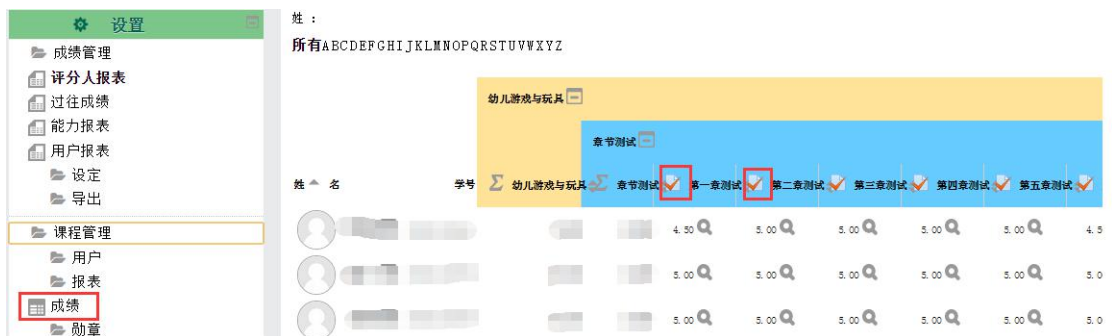 设置
成绩管理
评分人报表
过往成绩
能力报表
用户报表
设定
导出
课程管理
用户
报表
成绩
勋章
姓 :
所有ABCDEFGHIJKLMNOPQRSTUVWXYZ
幼儿游戏与玩具
章节测试
姓 名 学号 幼儿游戏与玩具 章节测试 第一章测试 第二章测试 第三章测试 第四章测试 第五章测试
4.50 5.00 5.00 5.00 5.00 4.5
5.00 5.00 5.00 5.00 5.00 5.0
5.00 5.00 5.00 5.00 5.00 5.0